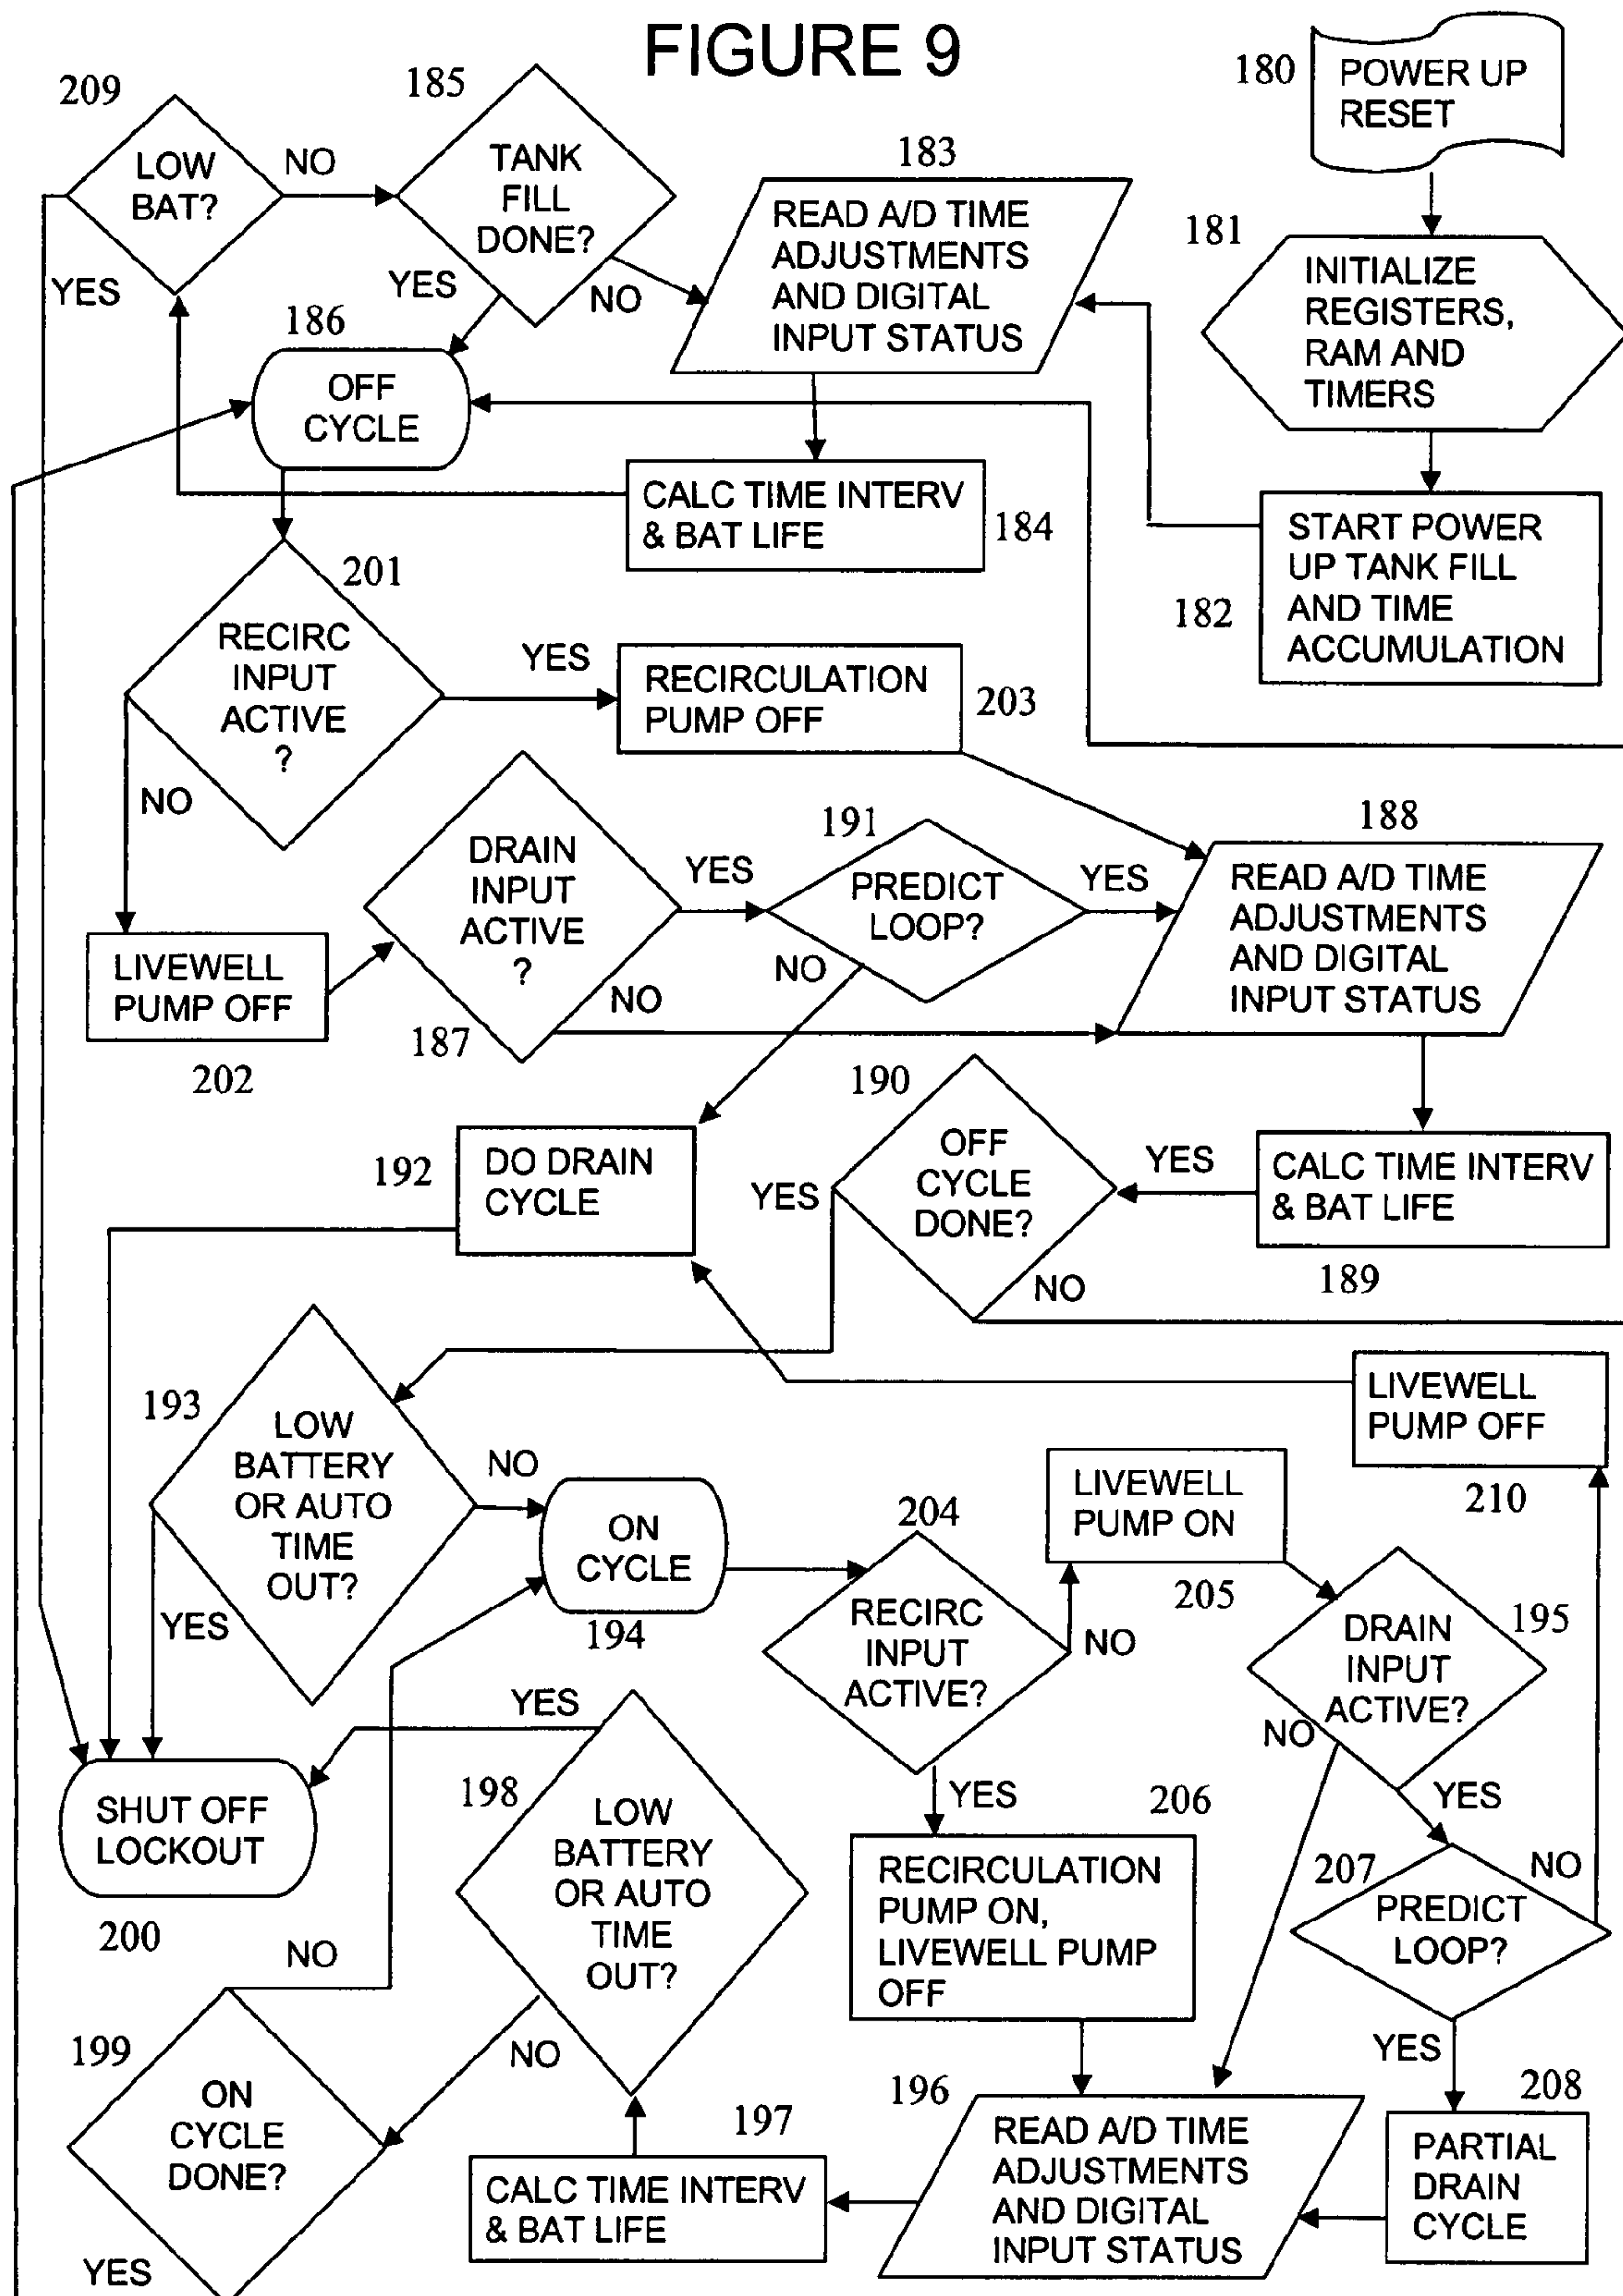 FIGURE 9
180
POWER UP
RESET
209
LOW
BAT?
NO
YES
185
TANK
FILL
DONE?
YES
NO
183
READ A/D TIME
ADJUSTMENTS
AND DIGITAL
INPUT STATUS
181
INITIALIZE
REGISTERS,
RAM AND
TIMERS
186
OFF
CYCLE
CALC TIME INTERV
& BAT LIFE
184
182
START POWER
UP TANK FILL
AND TIME
ACCUMULATION
201
RECIRC
INPUT
ACTIVE
?
YES
NO
RECIRCULATION
PUMP OFF
203
LIVEWELL
PUMP OFF
202
DRAIN
INPUT
ACTIVE
?
187
YES
NO
191
PREDICT
LOOP?
YES
NO
188
READ A/D TIME
ADJUSTMENTS
AND DIGITAL
INPUT STATUS
192
DO DRAIN
CYCLE
190
OFF
CYCLE
DONE?
YES
NO
YES
CALC TIME INTERV
& BAT LIFE
189
193
LOW
BATTERY
OR AUTO
TIME
OUT?
NO
YES
ON
CYCLE
194
204
RECIRC
INPUT
ACTIVE?
NO
YES
LIVEWELL
PUMP ON
205
LIVEWELL
PUMP OFF
210
195
DRAIN
INPUT
ACTIVE?
NO
YES
SHUT OFF
LOCKOUT
200
YES
198
LOW
BATTERY
OR AUTO
TIME
OUT?
NO
206
RECIRCULATION
PUMP ON,
LIVEWELL PUMP
OFF
207
PREDICT
LOOP?
NO
YES
199
ON
CYCLE
DONE?
NO
YES
197
CALC TIME INTERV
& BAT LIFE
196
READ A/D TIME
ADJUSTMENTS
AND DIGITAL
INPUT STATUS
208
PARTIAL
DRAIN
CYCLE